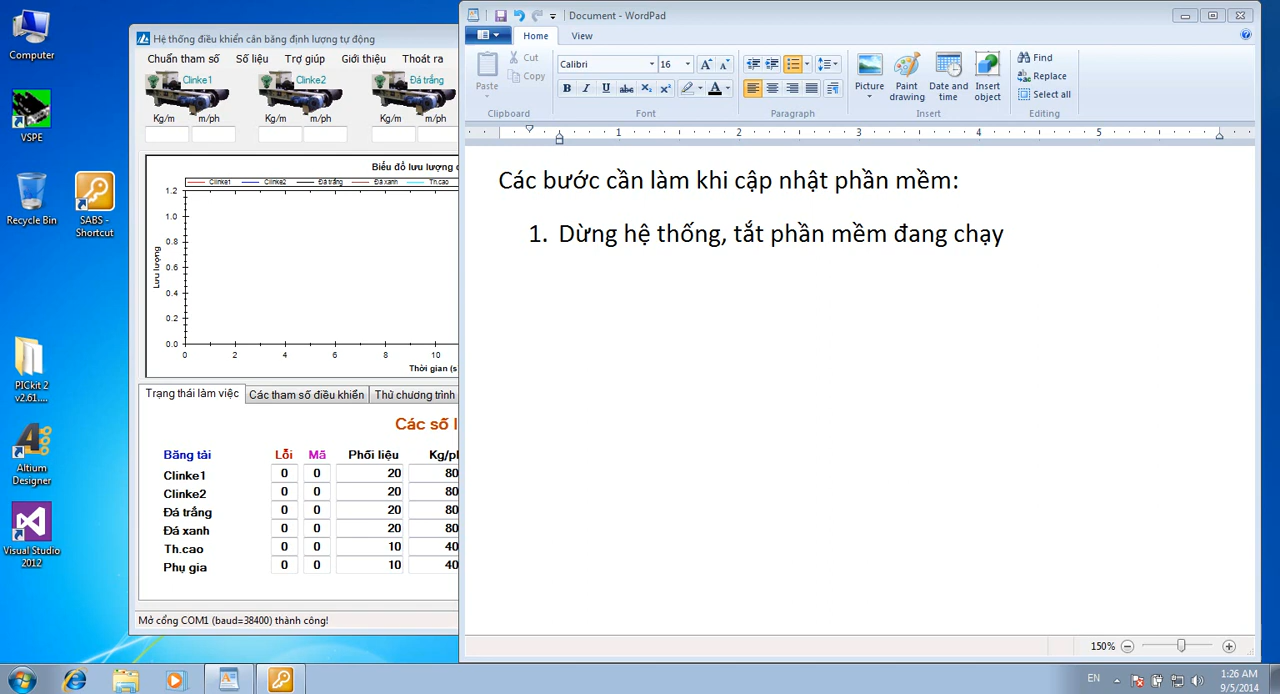 Document - WordPad
Home
View
Cut
Copy
Paste
Clipboard
Calibri
16
Font
Paragraph
Picture
Paint drawing
Date and time
Insert object
Insert
Find
Replace
Select all
Editing
1 2 3 4 5
Các bước cần làm khi cập nhật phần mềm:
1. Dừng hệ thống, tắt phần mềm đang chạy
150%
Computer
VSPE
Recycle Bin
SABS - Shortcut
PICkit 2 v2.61....
Altium Designer
Visual Studio 2012
Hệ thống điều khiển cân băng định lượng tự động
Chuẩn tham số Số liệu Trợ giúp Giới thiệu Thoát ra
Clinke1 Clinke2 Đá trắng
Kg/m m/ph Kg/m m/ph Kg/m m/ph
Biểu đồ lưu lượng
Clinke1 Clinke2 Đá trắng Đá xanh Th.cao
Lưu lượng
1.2
1.0
0.8
0.6
0.4
0.2
0.0
0 2 4 6 8 10
Thời gian (s
Trạng thái làm việc Các tham số điều khiển Thử chương trình
Các số l
Băng tải Lỗi Mã Phối liệu Kg/pl
Clinke1 0 0 20 80
Clinke2 0 0 20 80
Đá trắng 0 0 20 80
Đá xanh 0 0 20 80
Th.cao 0 0 10 40
Phụ gia 0 0 10 40
Mở cổng COM1 (baud=38400) thành công!
EN
1:26 AM
9/5/2014